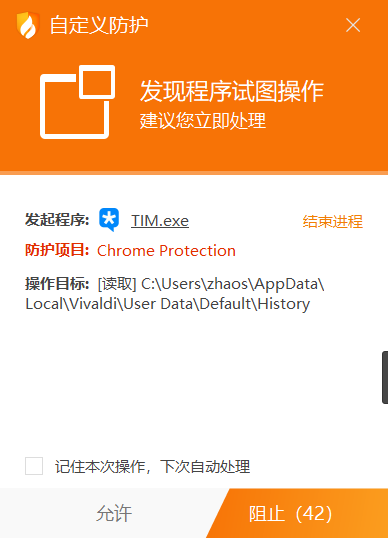 自定义防护
发现程序试图操作
建议您立即处理
发起程序: TIM.exe 结束进程
防护项目: Chrome Protection
操作目标: [读取] C:\Users\zhaos\AppData\
Local\Vivaldi\User Data\Default\History
记住本次操作，下次自动处理
允许 阻止（42）